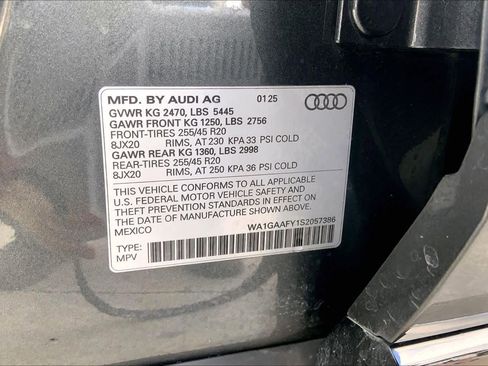 MFD. BY AUDI AG 0125
GVWR KG 2470, LBS 5445
GAWR FRONT KG 1250, LBS 2756
FRONT-TIRES 255/45 R20
8JX20 RIMS, AT 230 KPA 33 PSI COLD
GAWR REAR KG 1360, LBS 2998
REAR-TIRES 255/45 R20
8JX20 RIMS, AT 250 KPA 36 PSI COLD
THIS VEHICLE CONFORMS TO ALL APPLICABLE
U.S. FEDERAL MOTOR VEHICLE SAFETY AND
THEFT PREVENTION STANDARDS IN EFFECT ON
THE DATE OF MANUFACTURE SHOWN ABOVE
MEXICO
WA1GAAFY1S2057386
TYPE:
MPV